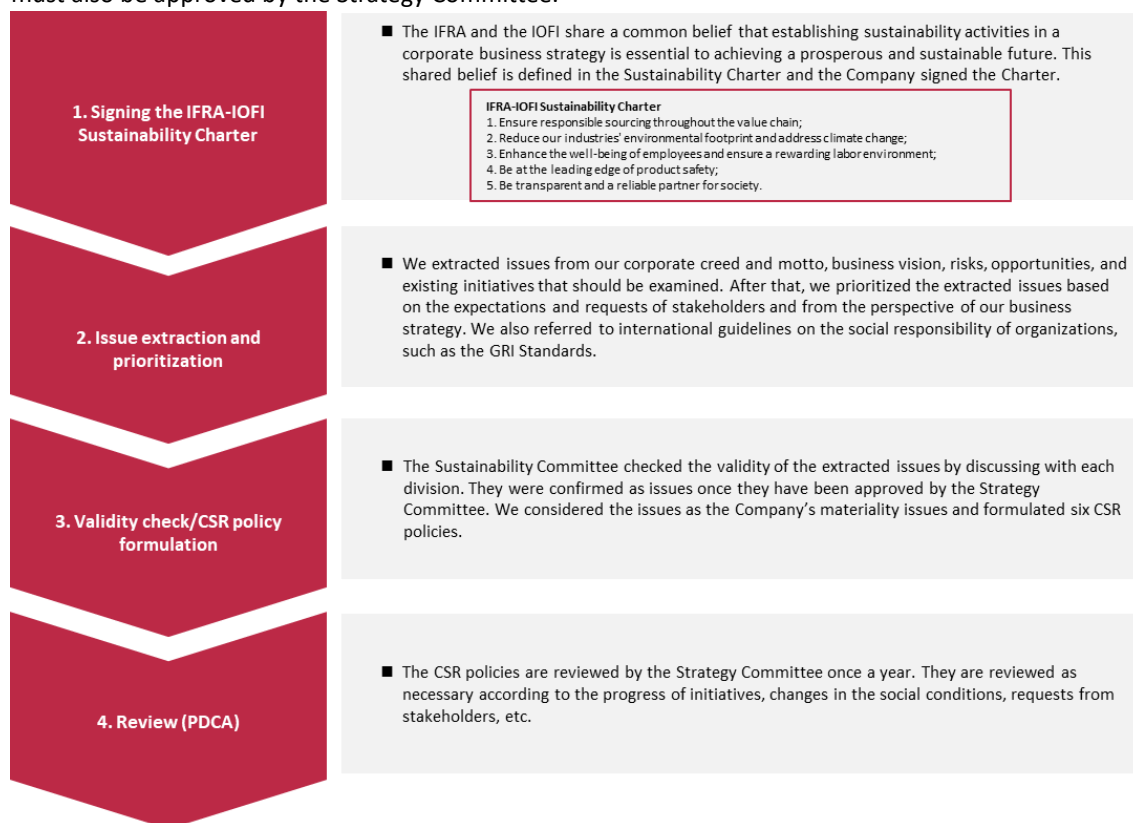 must also be approved by the Strategy Committee.
1. Signing the IFRA-IOFI
Sustainability Charter
■ The IFRA and the IOFI share a common belief that establishing sustainability activities in a
corporate business strategy is essential to achieving a prosperous and sustainable future. This
shared belief is defined in the Sustainability Charter and the Company signed the Charter.
IFRA-IOFI Sustainability Charter
1. Ensure responsible sourcing throughout the value chain;
2. Reduce our industries' environmental footprint and address climate change;
3. Enhance the well-being of employees and ensure a rewarding labor environment;
4. Be at the leading edge of product safety;
5. Be transparent and a reliable partner for society.
2. Issue extraction and
prioritization
■ We extracted issues from our corporate creed and motto, business vision, risks, opportunities, and
existing initiatives that should be examined. After that, we prioritized the extracted issues based
on the expectations and requests of stakeholders and from the perspective of our business
strategy. We also referred to international guidelines on the social responsibility of organizations,
such as the GRI Standards.
3. Validity check/CSR policy
formulation
■ The Sustainability Committee checked the validity of the extracted issues by discussing with each
division. They were confirmed as issues once they have been approved by the Strategy
Committee. We considered the issues as the Company's materiality issues and formulated six CSR
policies.
4. Review (PDCA)
■ The CSR policies are reviewed by the Strategy Committee once a year. They are reviewed as
necessary according to the progress of initiatives, changes in the social conditions, requests from
stakeholders, etc.